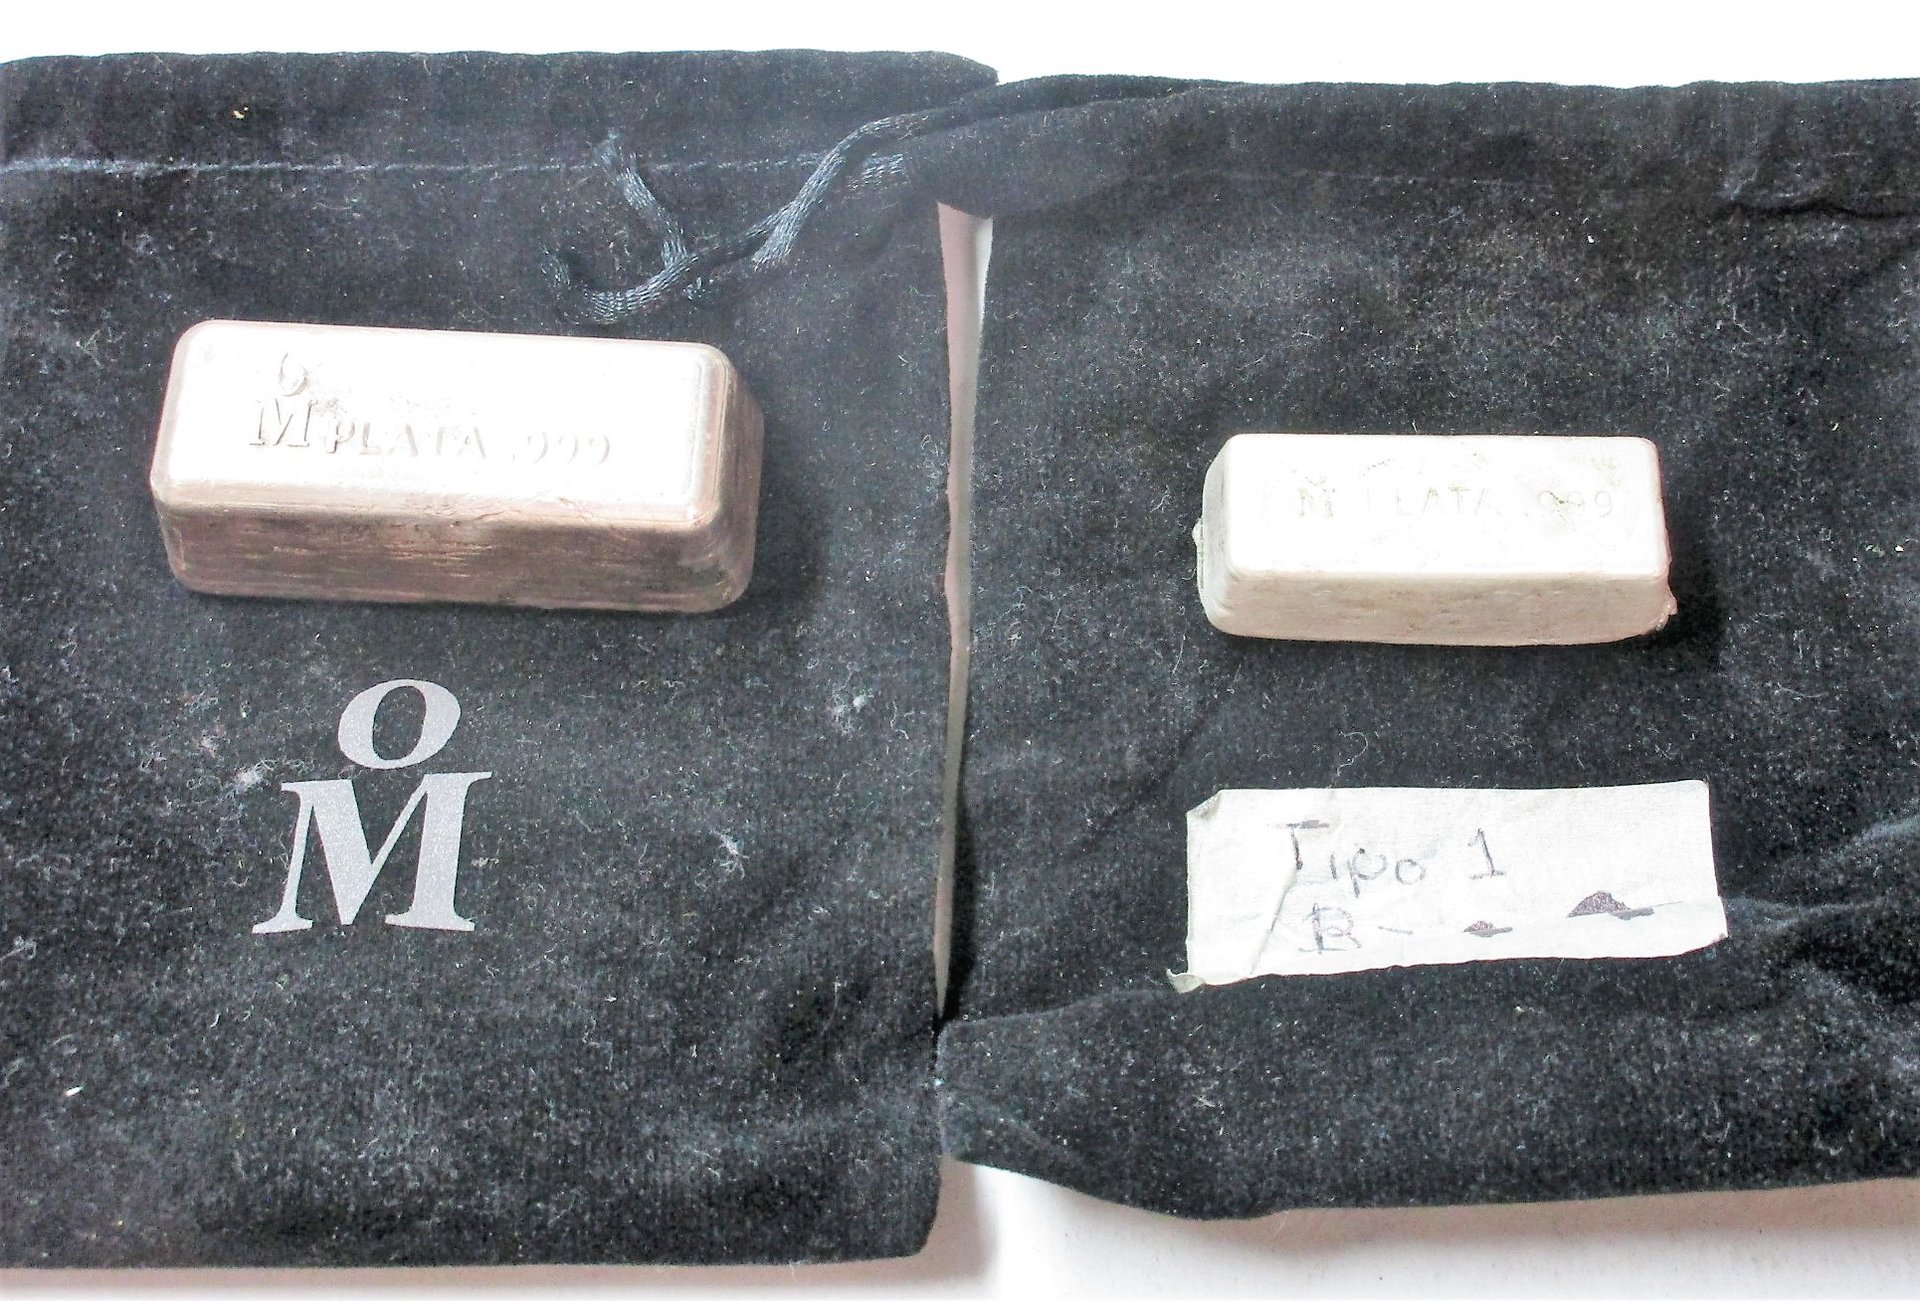 o
M PLATA .999
o
M
M PLATA .999
Tipo 1
B-